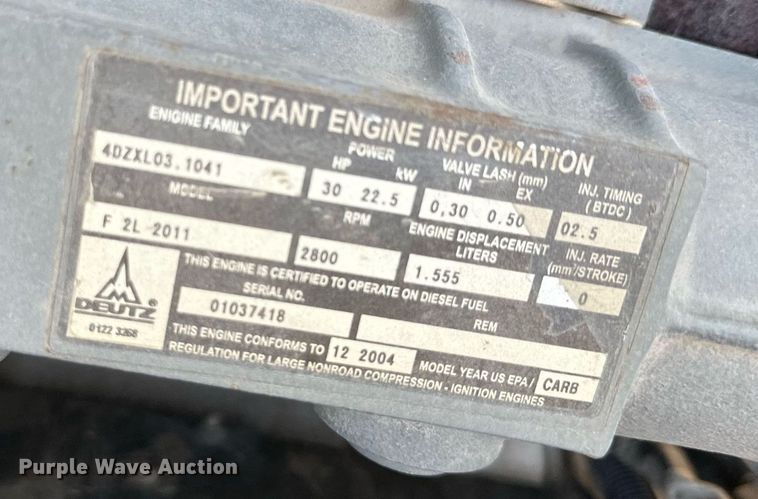 IMPORTANT ENGINE INFORMATION
ENIGINE FAMILY
POWER
HP kW
VALVE LASH (mm)
IN EX
INJ. TIMING
(BTDC)
4DZXL03.1041
30 22.5
0,30 0.50
02.5
MODEL
RPM
ENGINE DISPLACEMENT
LITERS
INJ. RATE
(mm³/STROKE)
F 2L 2011
2800
1.555
0
THIS ENGINE IS CERTIFIED TO OPERATE ON DIESEL FUEL
SERIAL NO.
REM
01037418
DEUTZ®
0122 3268
THIS ENGINE CONFORMS TO 12 2004 MODEL YEAR US EPA/ CARB
REGULATION FOR LARGE NONROAD COMPRESSION - IGNITION ENGINES
Purple Wave Auction